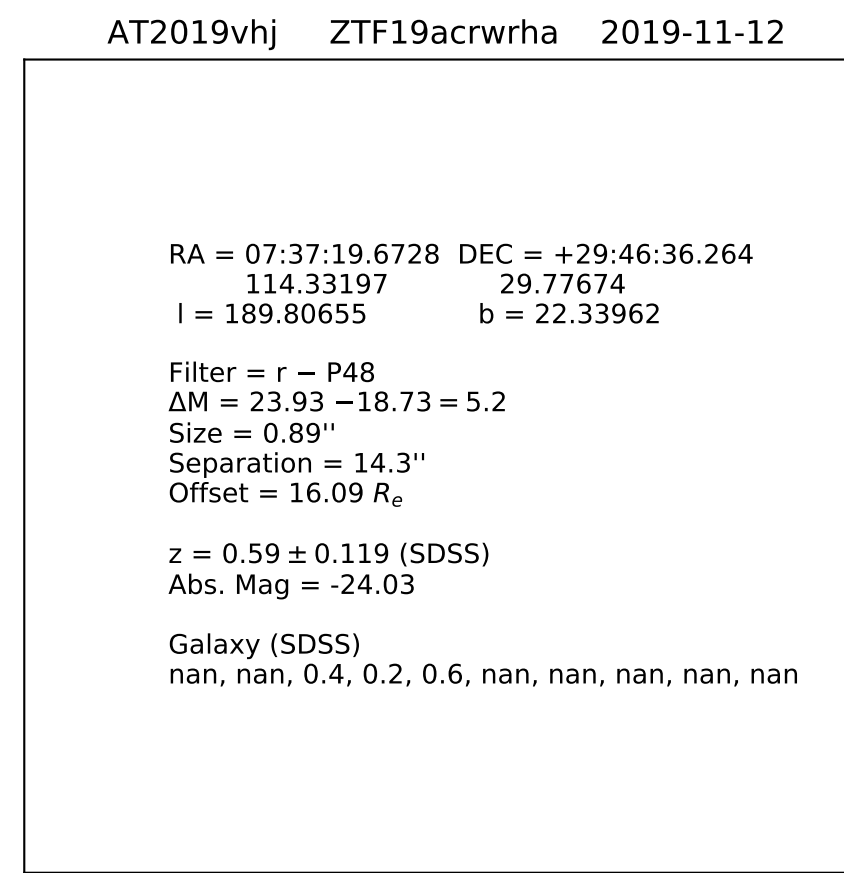 AT2019vhj ZTF19acrwrha 2019-11-12
RA = 07:37:19.6728 DEC = +29:46:36.264
114.33197 29.77674
l = 189.80655 b = 22.33962
Filter = r − P48
ΔM = 23.93 −18.73 = 5.2
Size = 0.89''
Separation = 14.3''
Offset = 16.09 Rₑ
z = 0.59 ± 0.119 (SDSS)
Abs. Mag = -24.03
Galaxy (SDSS)
nan, nan, 0.4, 0.2, 0.6, nan, nan, nan, nan, nan